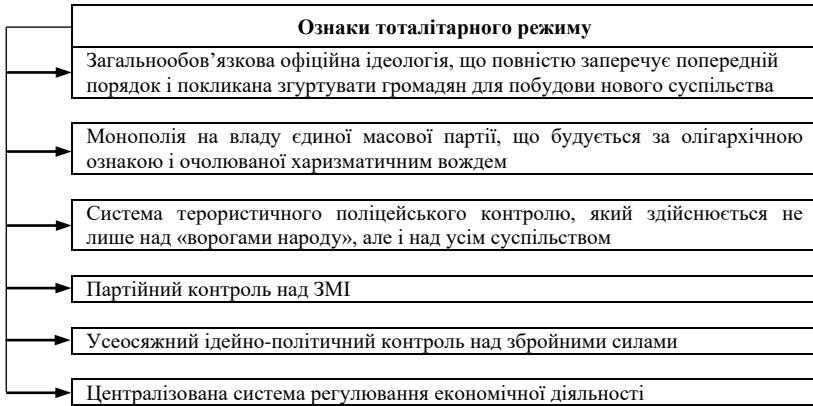 Ознаки тоталітарного режиму
Загальнообов’язкова офіційна ідеологія, що повністю заперечує попередній
порядок і покликана згуртувати громадян для побудови нового суспільства
Монополія на владу єдиної масової партії, що будується за олігархічною
ознакою і очолюваної харизматичним вождем
Система терористичного поліцейського контролю, який здійснюється не
лише над «ворогами народу», але і над усім суспільством
Партійний контроль над ЗМІ
Усеосяжний ідейно-політичний контроль над збройними силами
Централізована система регулювання економічної діяльності